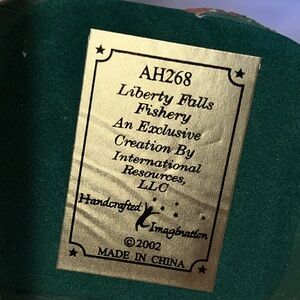 AH268
Liberty Falls
Fishery
An Exclusive
Creation By
International
Resources,
LLC
Handcrafted
Imagination
©2002
MADE IN CHINA